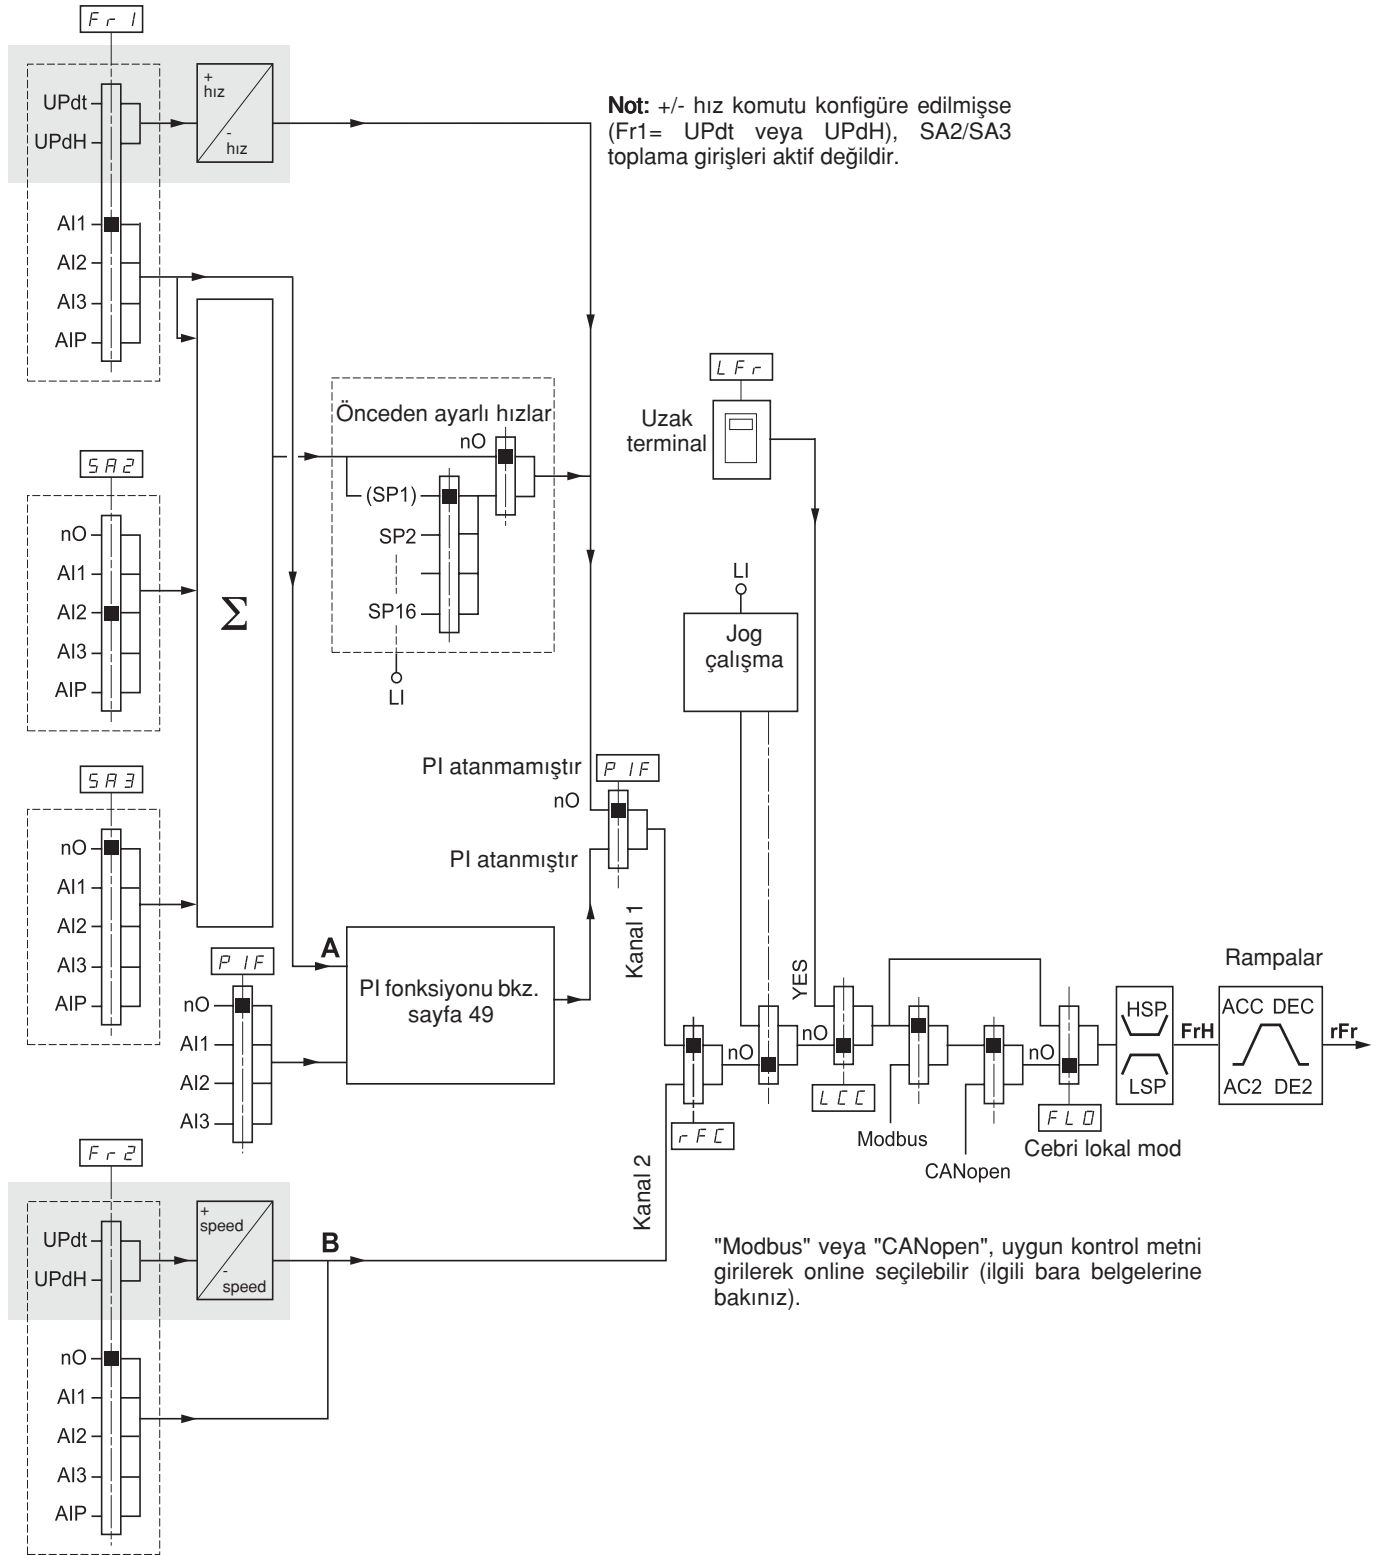 Fr1
+
hız
-
hız
UPdt
UPdH
AI1
AI2
AI3
AIP
Not: +/- hız komutu konfigüre edilmişse
(Fr1= UPdt veya UPdH), SA2/SA3
toplama girişleri aktif değildir.
SA2
nO
AI1
AI2
AI3
AIP
SA3
nO
AI1
AI2
AI3
AIP
Σ
Önceden ayarlı hızlar
nO
(SP1)
SP2
SP16
LI
LFr
Uzak
terminal
LI
Jog
çalışma
PI atanmamıştır
PIF
nO
PI atanmıştır
Kanal 1
A
PI fonksiyonu bkz.
sayfa 49
PIF
nO
AI1
AI2
AI3
YES
nO
nO
LCC
rFC
Modbus
CANopen
nO
FLO
Cebri lokal mod
HSP
LSP
FrH
Rampalar
ACC DEC
AC2 DE2
rFr
Kanal 2
Fr2
+
speed
-
speed
B
UPdt
UPdH
nO
AI1
AI2
AI3
AIP
"Modbus" veya "CANopen", uygun kontrol metni
girilerek online seçilebilir (ilgili bara belgelerine
bakınız).